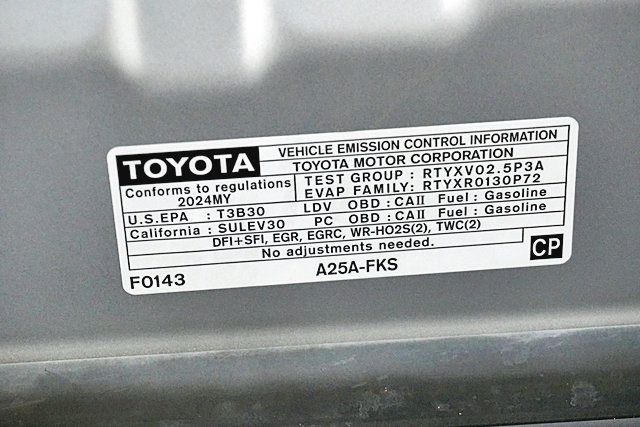 TOYOTA
VEHICLE EMISSION CONTROL INFORMATION
TOYOTA MOTOR CORPORATION
Conforms to regulations
2024MY
TEST GROUP : RTYXV02.5P3A
EVAP FAMILY: RTYXR0130P72
U.S.EPA : T3B30 LDV OBD : CAII Fuel : Gasoline
California : SULEV30 PC OBD : CAII Fuel : Gasoline
DFI+SFI, EGR, EGRC, WR-HO2S(2), TWC(2)
No adjustments needed.
CP
F0143 A25A-FKS